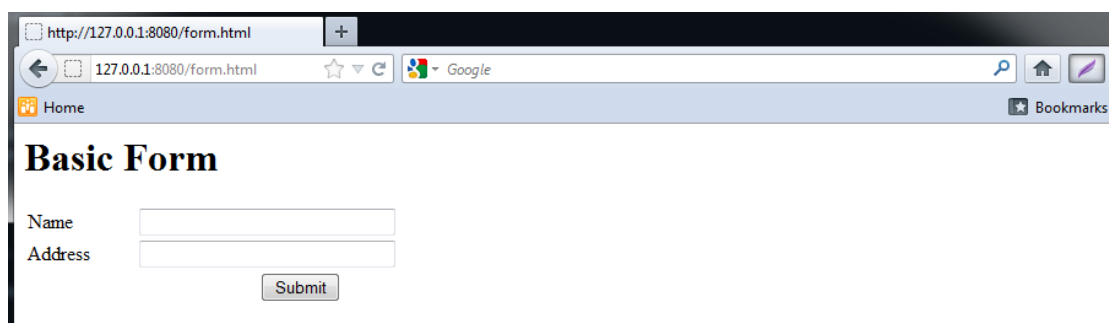 http://127.0.0.1:8080/form.html +
127.0.0.1:8080/form.html Google
Home Bookmarks
Basic Form
Name
Address
Submit